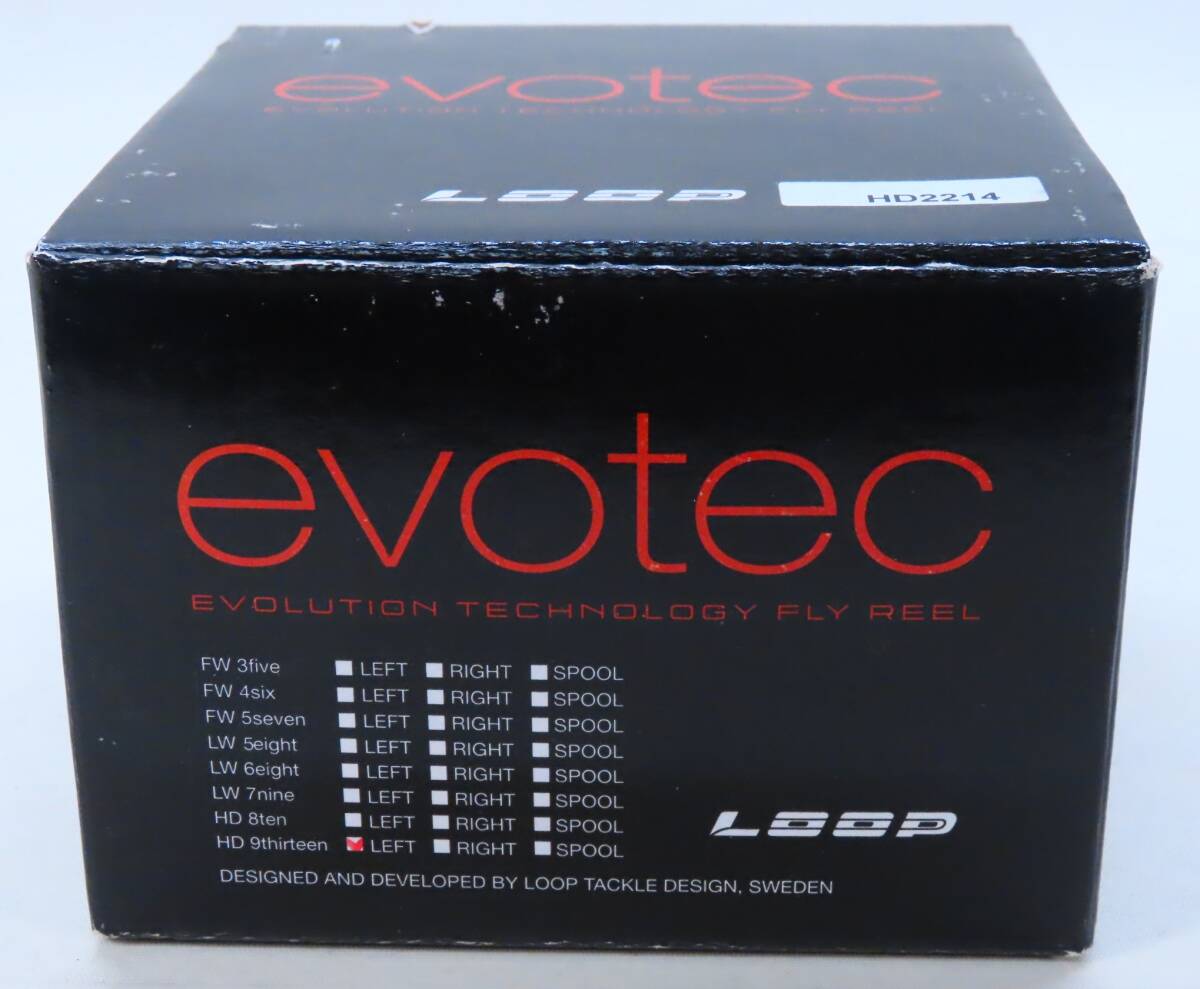 evotec
EVOLUTION TECHNOLOGY FLY REEL
LOOP HD2214
evotec
EVOLUTION TECHNOLOGY FLY REEL
FW 3five LEFT RIGHT SPOOL
FW 4six LEFT RIGHT SPOOL
FW 5seven LEFT RIGHT SPOOL
LW 5eight LEFT RIGHT SPOOL
LW 6eight LEFT RIGHT SPOOL
LW 7nine LEFT RIGHT SPOOL
HD 8ten LEFT RIGHT SPOOL
HD 9thirteen LEFT RIGHT SPOOL
LOOP
DESIGNED AND DEVELOPED BY LOOP TACKLE DESIGN, SWEDEN